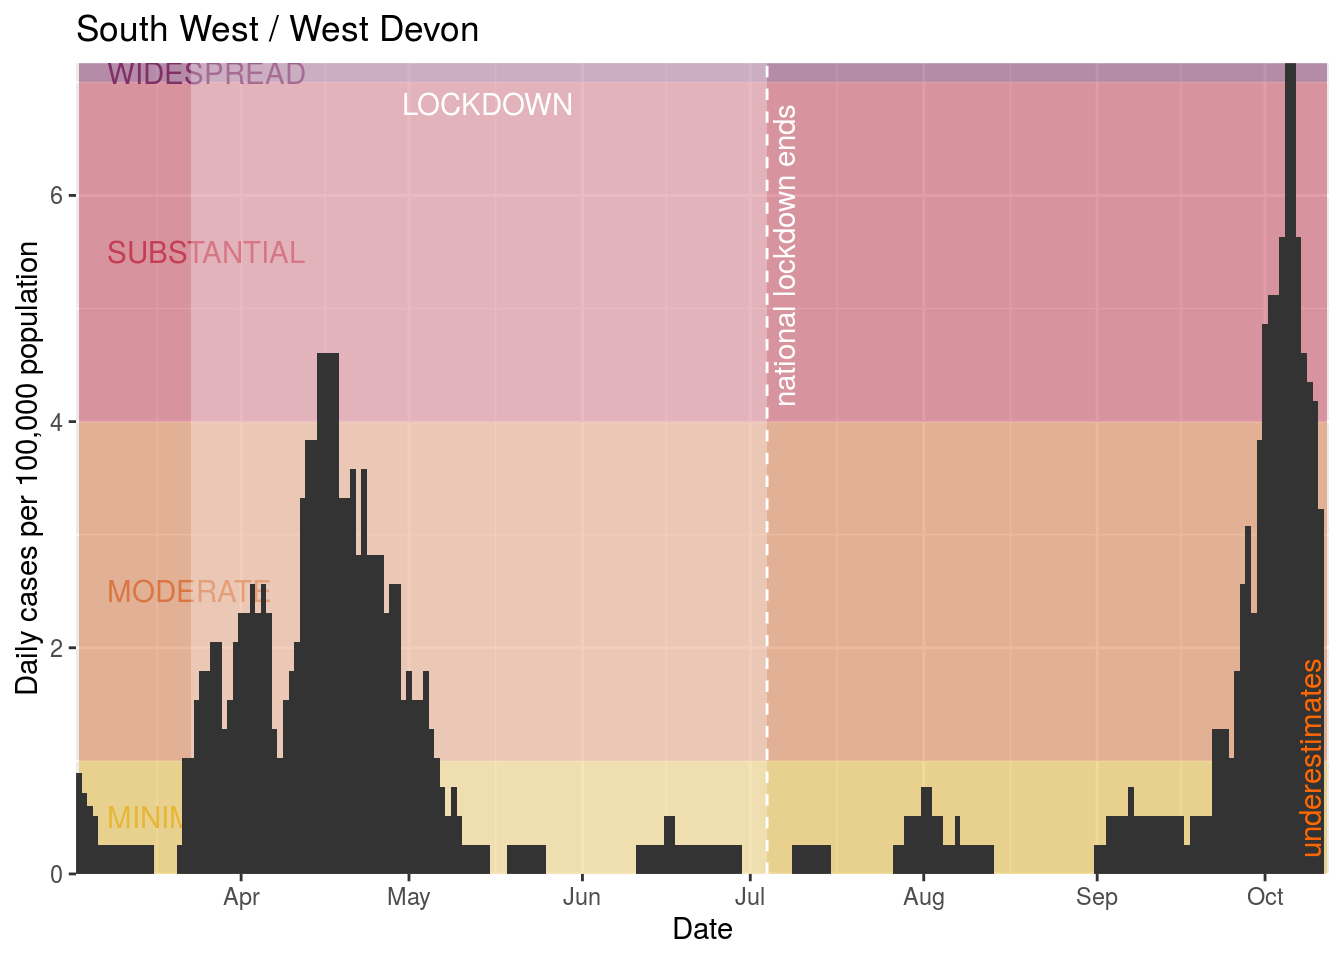 South West / West Devon
WIDESPREAD
LOCKDOWN
national lockdown ends
SUBSTANTIAL
MODERATE
underestimates
6
4
2
0
Daily cases per 100,000 population
Apr May Jun Jul Aug Sep Oct
Date